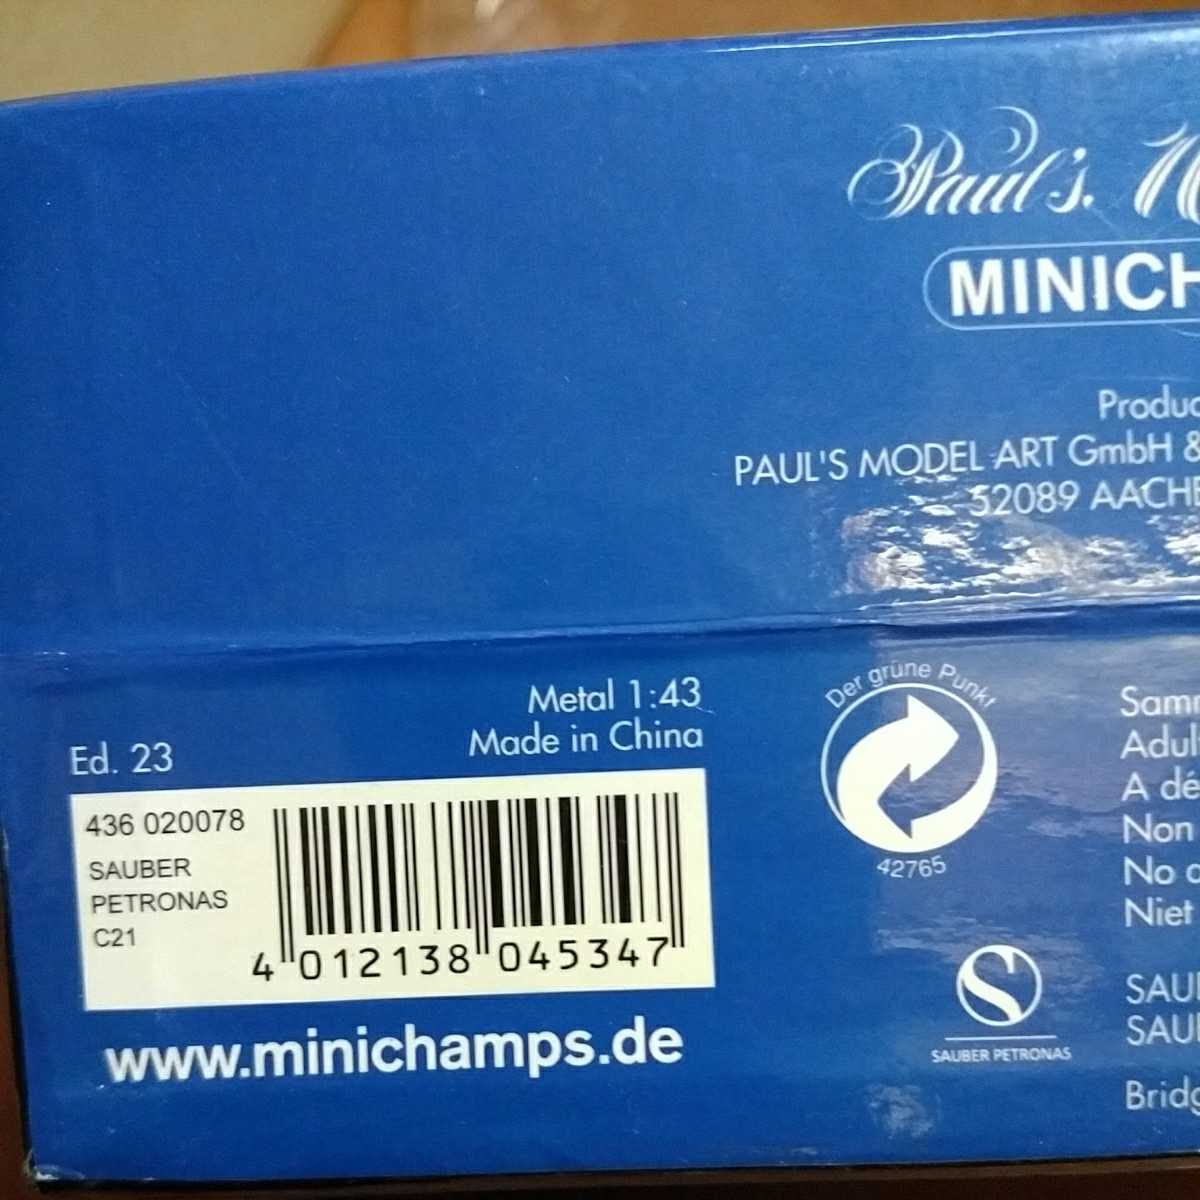 Paul's
MINICH
Produc
PAUL'S MODEL ART GmbH &
52089 AACHE
Der grüne Punkt
42765
Metal 1:43
Made in China
Ed. 23
436 020078
SAUBER
PETRONAS
C21
4 012138 045347
www.minichamps.de
S
SAUBER PETRONAS
Samm
Adul
A dé
Non
No
Niet
SAU
SAU
Bridg